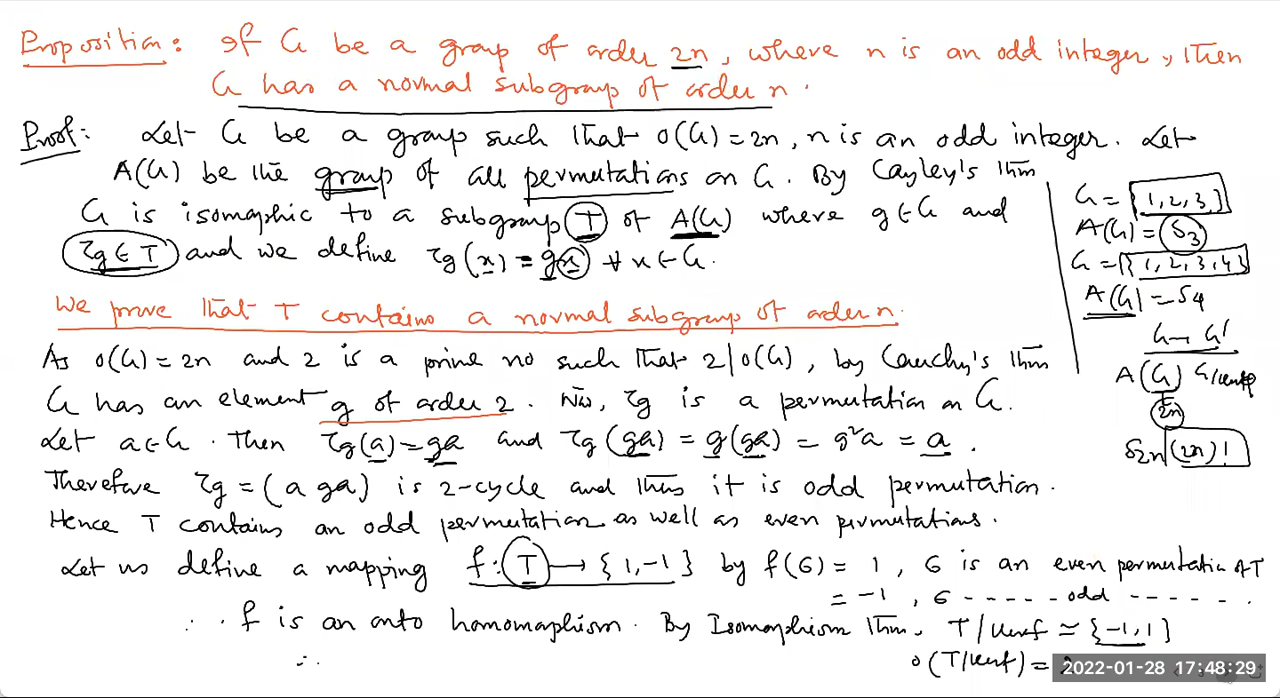 Proposition: If G be a group of order 2n, where n is an odd integer, then
G has a normal subgroup of order n.
Proof: Let G be a group such that O(G) = 2n, n is an odd integer. Let
A(G) be the group of all permutations on G. By Cayley's thm
G is isomorphic to a subgroup T of A(G) where g ∈ G and
τg ∈ T and we define τg(x) = gx ∀ x ∈ G.
We prove that T contains a normal subgroup of order n.
As O(G) = 2n and 2 is a prime no such that 2|O(G), by Cauchy's thm
G has an element g of order 2. Now, τg is a permutation on G.
Let a ∈ G. Then τg(a) = ga and τg(ga) = g(ga) = g²a = a.
Therefore τg = (a ga) is 2-cycle and thus it is odd permutation.
Hence T contains an odd permutation as well as even permutations.
Let us define a mapping f: T → {1, -1} by f(σ) = 1, σ is an even permutation of T
= -1, σ ----- odd ------.
∴ f is an onto homomorphism. By Isomorphism thm. T/Kerf ≃ {-1, 1}
∴ o(T/Kerf) =
G = {1, 2, 3}
A(G) = S3
G = {1, 2, 3, 4}
A(G) = S4
G → G'
A(G) G/Kerf
2n
S2n (2n)!
2022-01-28 17:48:29